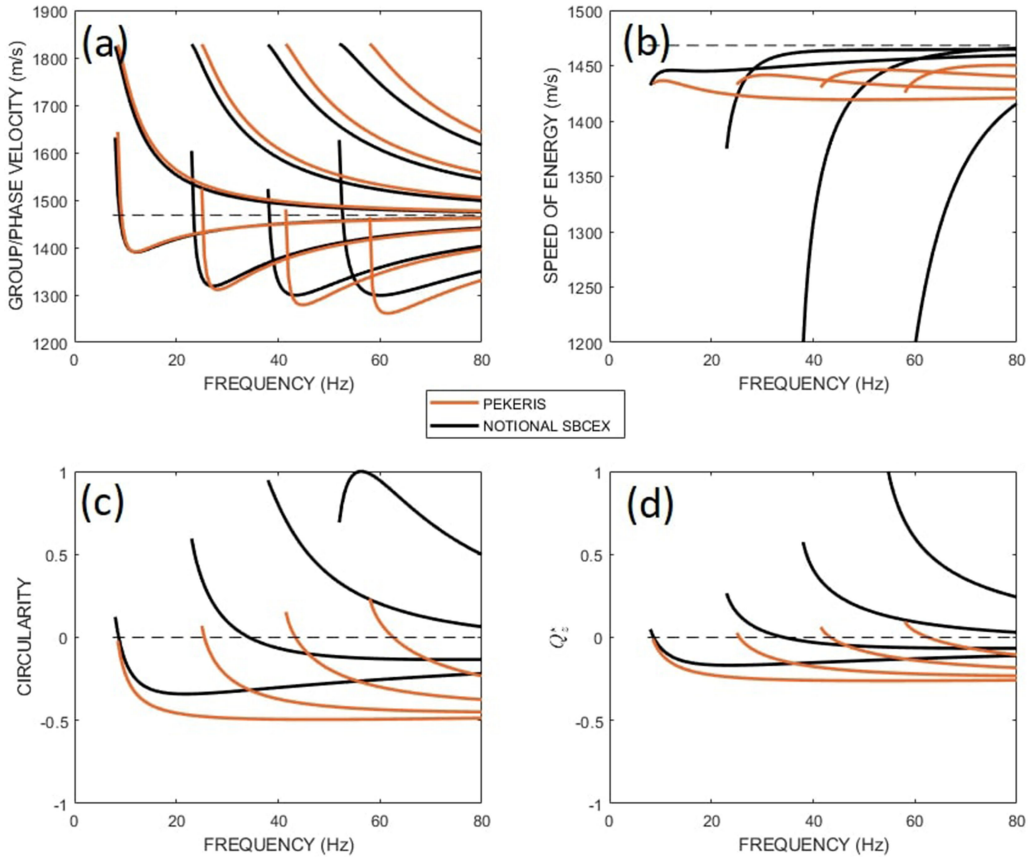 (a)
GROUP/PHASE VELOCITY (m/s)
1900
1800
1700
1600
1500
1400
1300
1200
0 20 40 60 80
FREQUENCY (Hz)
(b)
SPEED OF ENERGY (m/s)
1500
1450
1400
1350
1300
1250
1200
0 20 40 60 80
FREQUENCY (Hz)
PEKERIS
NOTIONAL SBCEX
(c)
CIRCULARITY
1
0.5
0
-0.5
-1
0 20 40 60 80
FREQUENCY (Hz)
(d)
1
0.5
0
-0.5
-1
0 20 40 60 80
FREQUENCY (Hz)